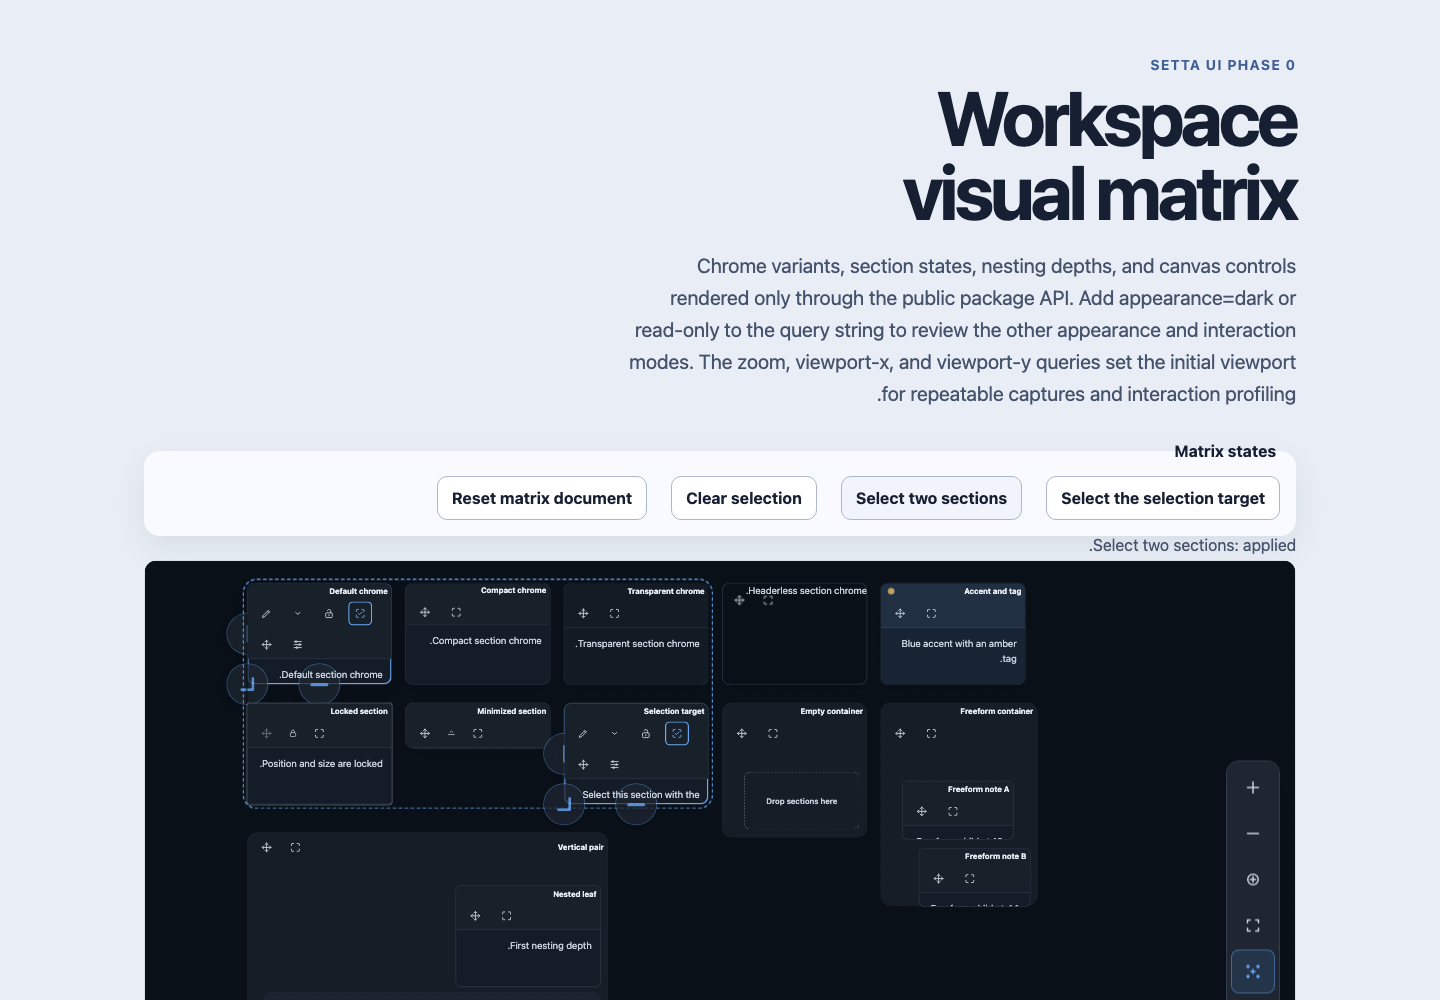 SETTA UI PHASE 0
Workspace
visual matrix
Chrome variants, section states, nesting depths, and canvas controls
rendered only through the public package API. Add appearance=dark or
read-only to the query string to review the other appearance and interaction
modes. The zoom, viewport-x, and viewport-y queries set the initial viewport
.for repeatable captures and interaction profiling
Matrix states
Reset matrix document
Clear selection
Select two sections
Select the selection target
.Select two sections: applied
Default chrome
.Default section chrome
Compact chrome
.Compact section chrome
Transparent chrome
.Transparent section chrome
.Headerless section chrome
Accent and tag
Blue accent with an amber
.tag
Locked section
.Position and size are locked
Minimized section
Selection target
Select this section with the
Empty container
Drop sections here
Freeform container
Freeform note A
Freeform note B
Vertical pair
Nested leaf
.First nesting depth